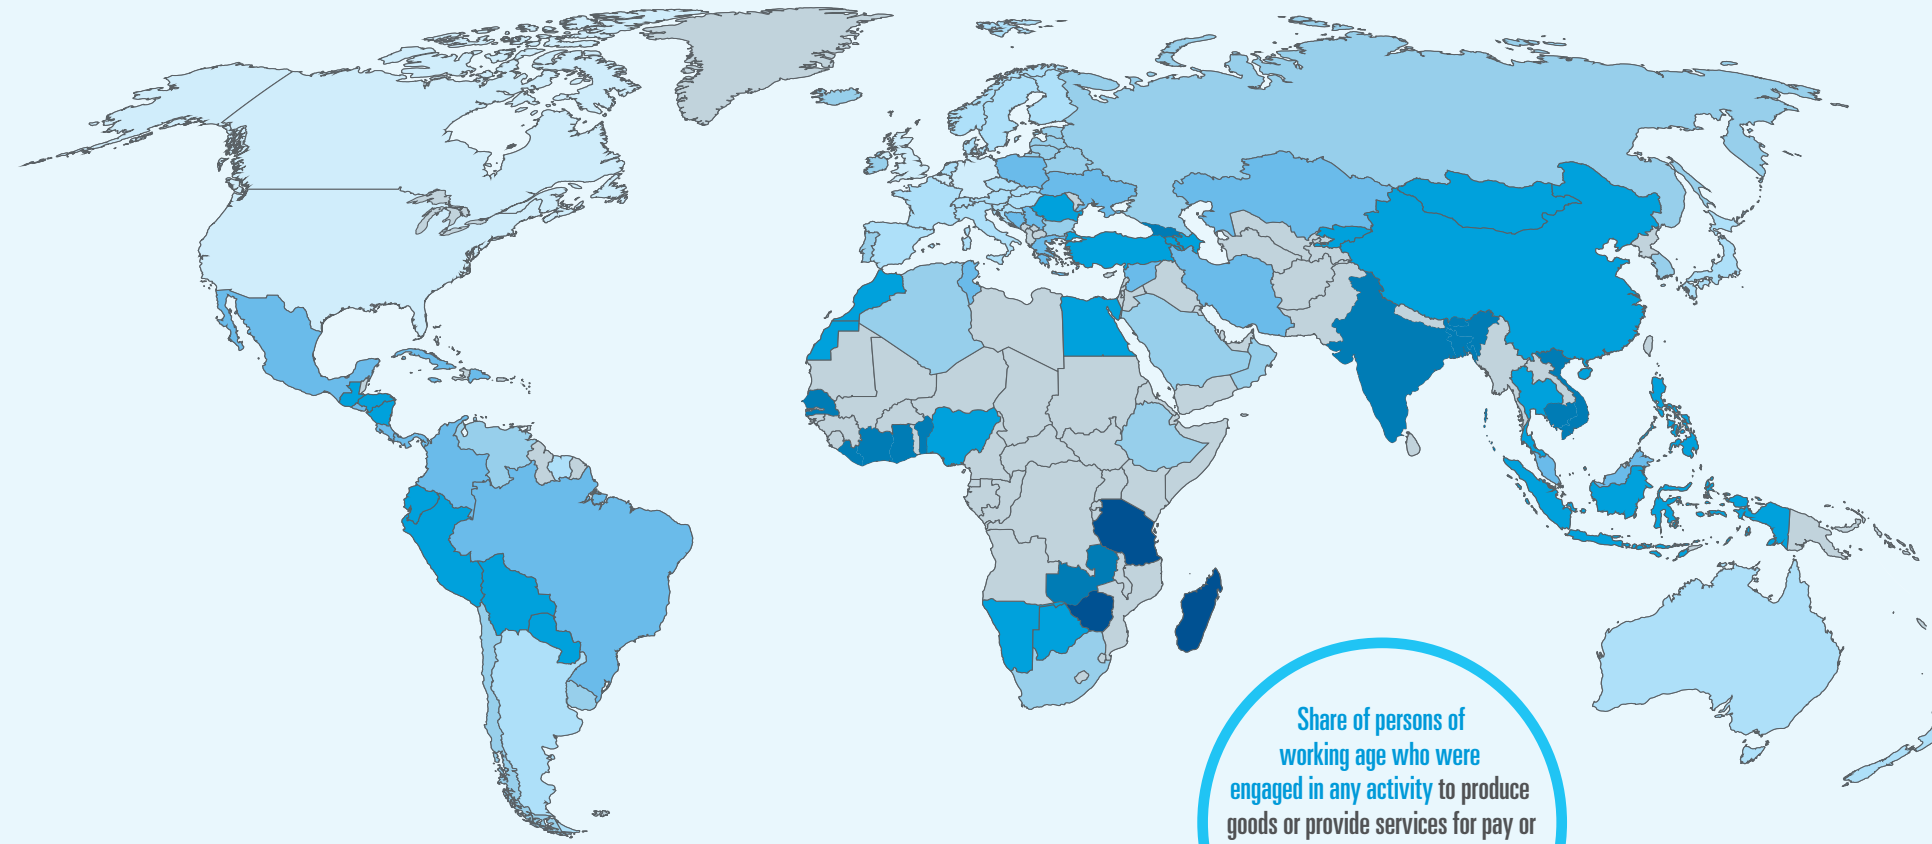 Share of persons of
working age who were
engaged in any activity to produce
goods or provide services for pay or